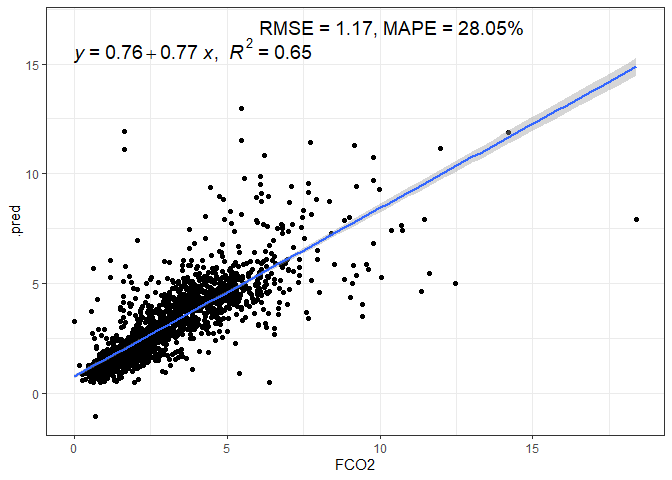 RMSE = 1.17, MAPE = 28.05%
y = 0.76 + 0.77 x, R² = 0.65
15
10
5
0
.pred
0 5 10 15
FCO2